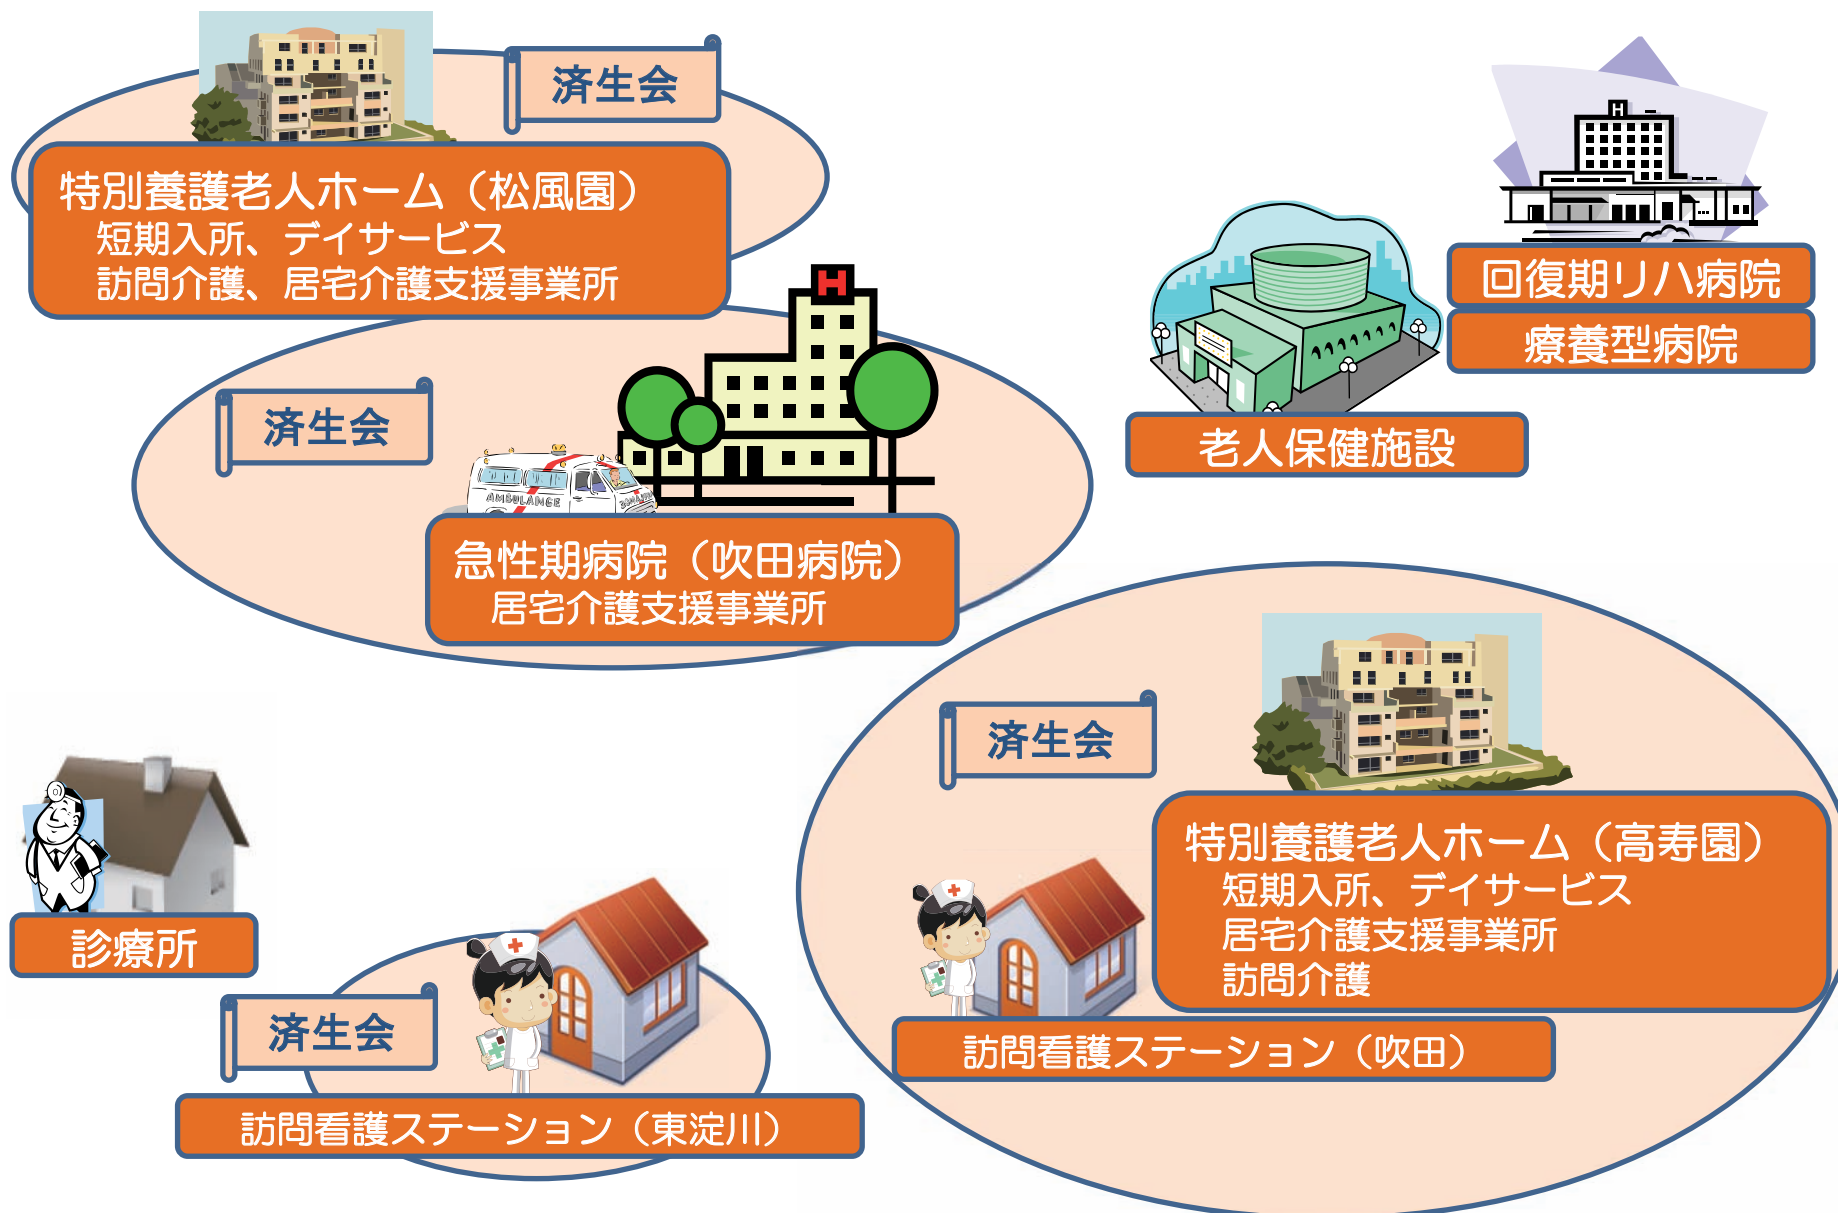 済生会
特別養護老人ホーム（松風園）
短期入所、デイサービス
訪問介護、居宅介護支援事業所
回復期リハ病院
療養型病院
老人保健施設
済生会
H
AMBULANCE
急性期病院（吹田病院）
居宅介護支援事業所
済生会
特別養護老人ホーム（高寿園）
短期入所、デイサービス
居宅介護支援事業所
訪問介護
訪問看護ステーション（吹田）
診療所
済生会
訪問看護ステーション（東淀川）